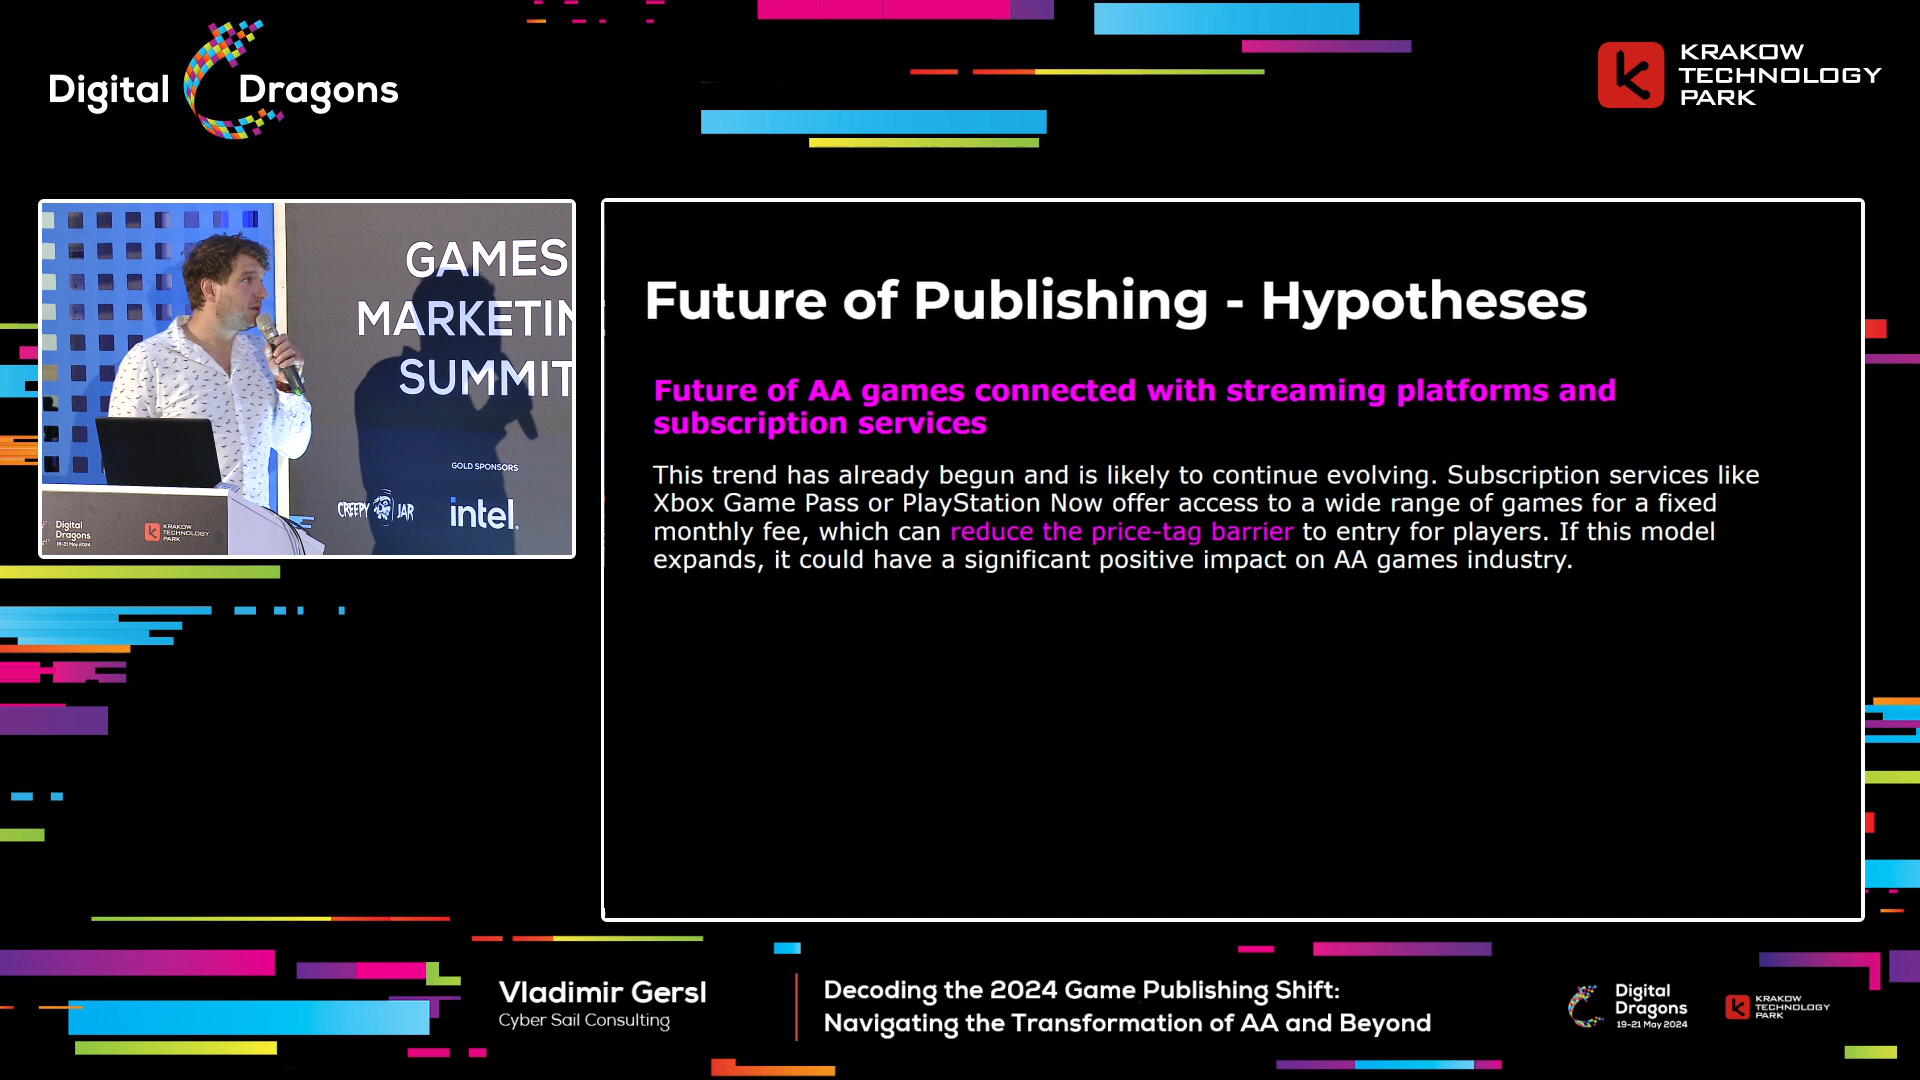 Digital Dragons
KRAKOW
TECHNOLOGY
PARK
GAMES
MARKETIN
SUMMIT
GOLD SPONSORS
CREEPY JAR
intel.
Digital
Dragons
19-21 May 2024
KRAKOW
TECHNOLOGY
PARK
Future of Publishing - Hypotheses
Future of AA games connected with streaming platforms and
subscription services
This trend has already begun and is likely to continue evolving. Subscription services like
Xbox Game Pass or PlayStation Now offer access to a wide range of games for a fixed
monthly fee, which can reduce the price-tag barrier to entry for players. If this model
expands, it could have a significant positive impact on AA games industry.
Vladimir Gersl
Cyber Sail Consulting
Decoding the 2024 Game Publishing Shift:
Navigating the Transformation of AA and Beyond
Digital
Dragons
19-21 May 2024
KRAKOW
TECHNOLOGY
PARK